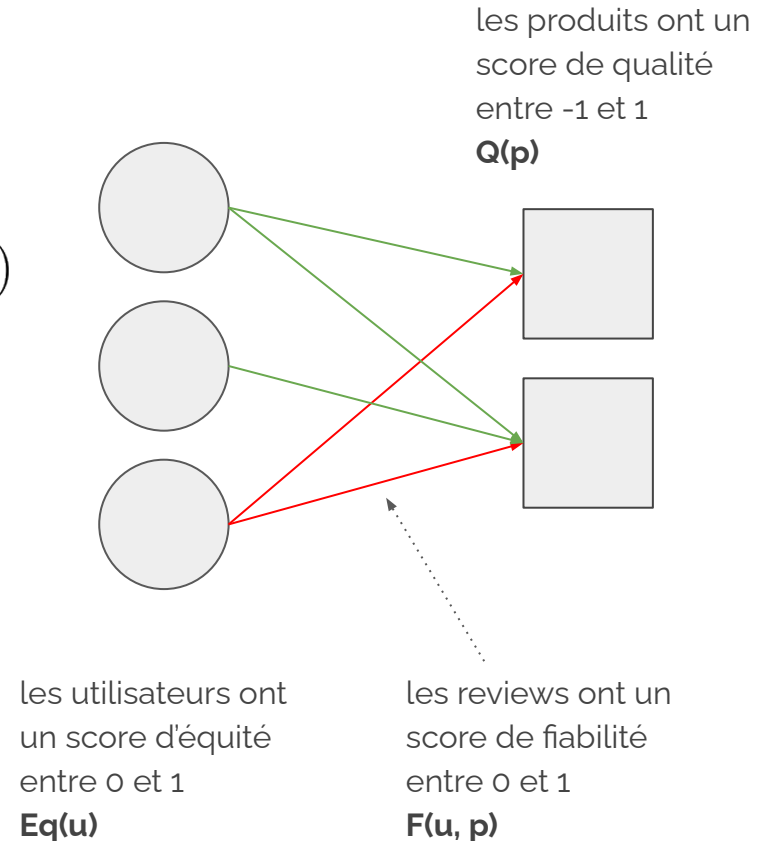 les produits ont un
score de qualité
entre -1 et 1
Q(p)
)
les utilisateurs ont
un score d'équité
entre 0 et 1
Eq(u)
les reviews ont un
score de fiabilité
entre 0 et 1
F(u, p)